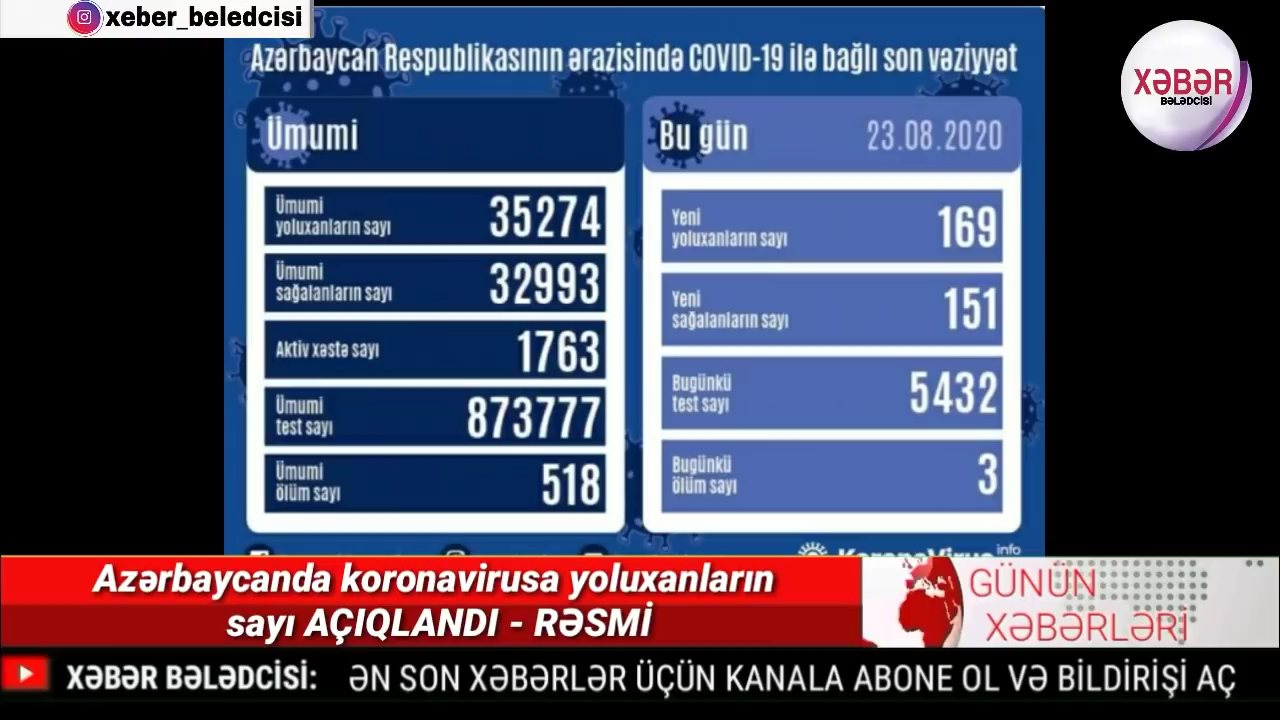 xeber_beledcisi
Azərbaycan Respublikasının ərazisində COVID-19 ilə bağlı son vəziyyət
XƏBƏR
BƏLƏDCİSİ
Ümumi
Ümumi
yoluxanların sayı
35274
Ümumi
sağalanların sayı
32993
Aktiv xəstə sayı
1763
Ümumi
test sayı
873777
Ümumi
ölüm sayı
518
Bu gün
23.08.2020
Yeni
yoluxanların sayı
169
Yeni
sağalanların sayı
151
Bugünkü
test sayı
5432
Bugünkü
ölüm sayı
3
KoronaVirus info
Azərbaycanda koronavirusa yoluxanların
sayı AÇIQLANDI - RƏSMİ
GÜNÜN
XƏBƏRLƏRİ
XƏBƏR BƏLƏDCİSİ: ƏN SON XƏBƏRLƏR ÜÇÜN KANALA ABONE OL VƏ BİLDİRİŞİ AÇ